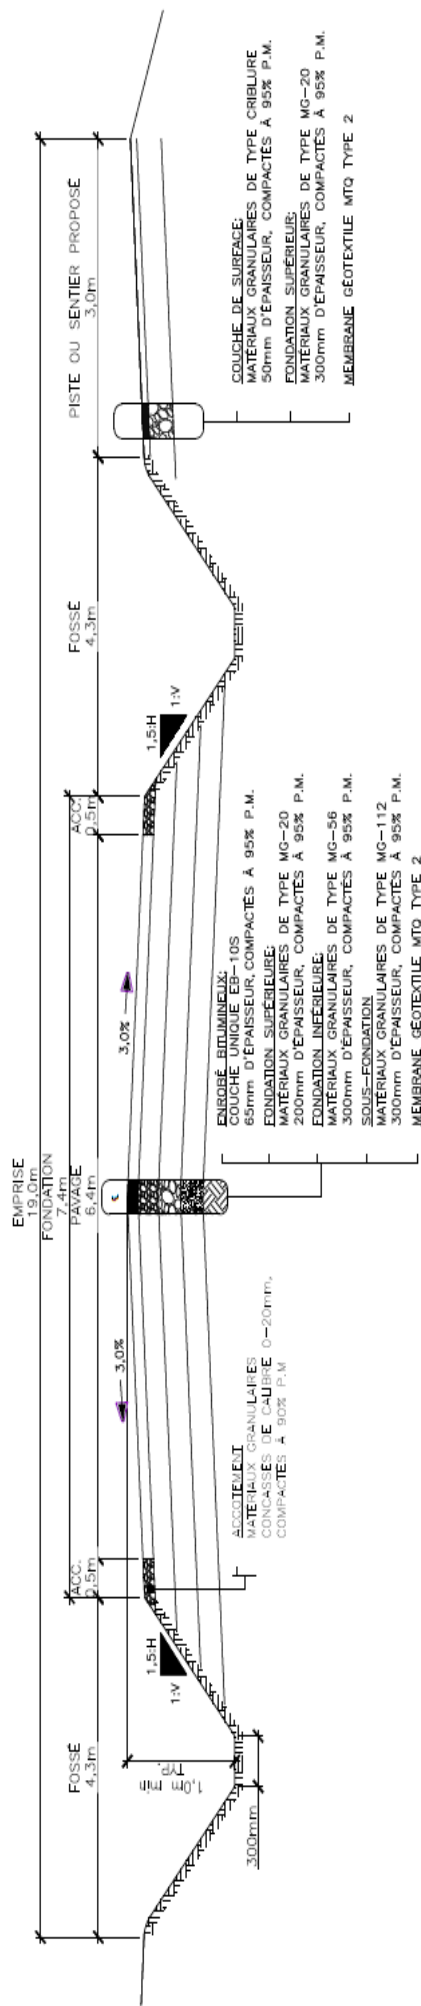 EMPRISE
19,0m
FONDATION
7,4m
PAVAGE
6,4m
FOSSÉ
4,3m
ACC.
0,5m
ACC.
0,5m
FOSSÉ
4,3m
PISTE OU SENTIER PROPOSÉ
3,0m
3,0%
3,0%
1,5:H
1:V
1,5:H
1:V
1,0m min
TYP.
300mm
ACCOTEMENT
MATÉRIAUX GRANULAIRES
CONCASSÉS DE CALIBRE 0-20mm,
COMPACTÉS À 90% P.M
ENROBÉ BITUMINEUX:
COUCHE UNIQUE EB-10S
65mm D'ÉPAISSEUR, COMPACTÉS À 95% P.M.
FONDATION SUPÉRIEURE:
MATÉRIAUX GRANULAIRES DE TYPE MG-20
200mm D'ÉPAISSEUR, COMPACTÉS À 95% P.M.
FONDATION INFÉRIEURE:
MATÉRIAUX GRANULAIRES DE TYPE MG-56
300mm D'ÉPAISSEUR, COMPACTÉS À 95% P.M.
SOUS-FONDATION
MATÉRIAUX GRANULAIRES DE TYPE MG-112
300mm D'ÉPAISSEUR, COMPACTÉS À 95% P.M.
MEMBRANE GÉOTEXTILE MTQ TYPE 2
COUCHE DE SURFACE:
MATÉRIAUX GRANULAIRES DE TYPE CRIBLURE
50mm D'ÉPAISSEUR, COMPACTÉS À 95% P.M.
FONDATION SUPÉRIEUR:
MATÉRIAUX GRANULAIRES DE TYPE MG-20
300mm D'ÉPAISSEUR, COMPACTÉS À 95% P.M.
MEMBRANE GÉOTEXTILE MTQ TYPE 2